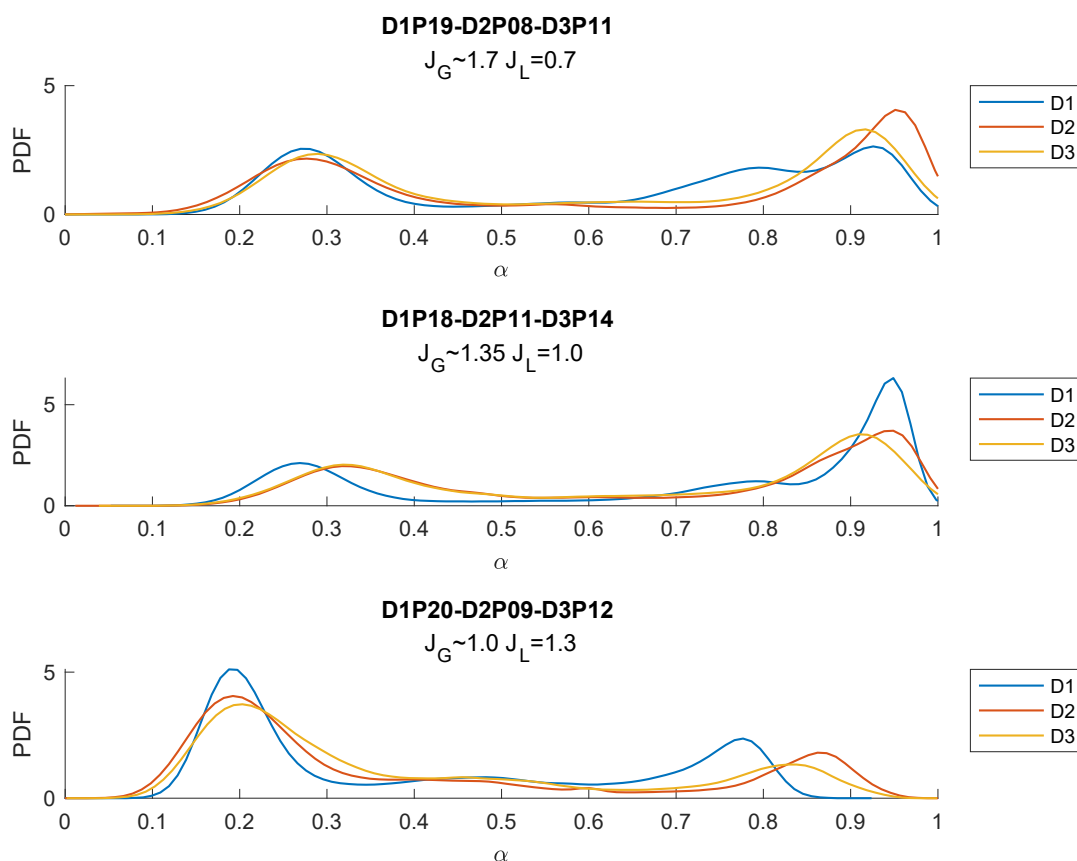 D1P19-D2P08-D3P11
J_G~1.7 J_L=0.7
5
0
PDF
0 0.1 0.2 0.3 0.4 0.5 0.6 0.7 0.8 0.9 1
α
D1
D2
D3
D1P18-D2P11-D3P14
J_G~1.35 J_L=1.0
5
0
PDF
0 0.1 0.2 0.3 0.4 0.5 0.6 0.7 0.8 0.9 1
α
D1
D2
D3
D1P20-D2P09-D3P12
J_G~1.0 J_L=1.3
5
0
PDF
0 0.1 0.2 0.3 0.4 0.5 0.6 0.7 0.8 0.9 1
α
D1
D2
D3